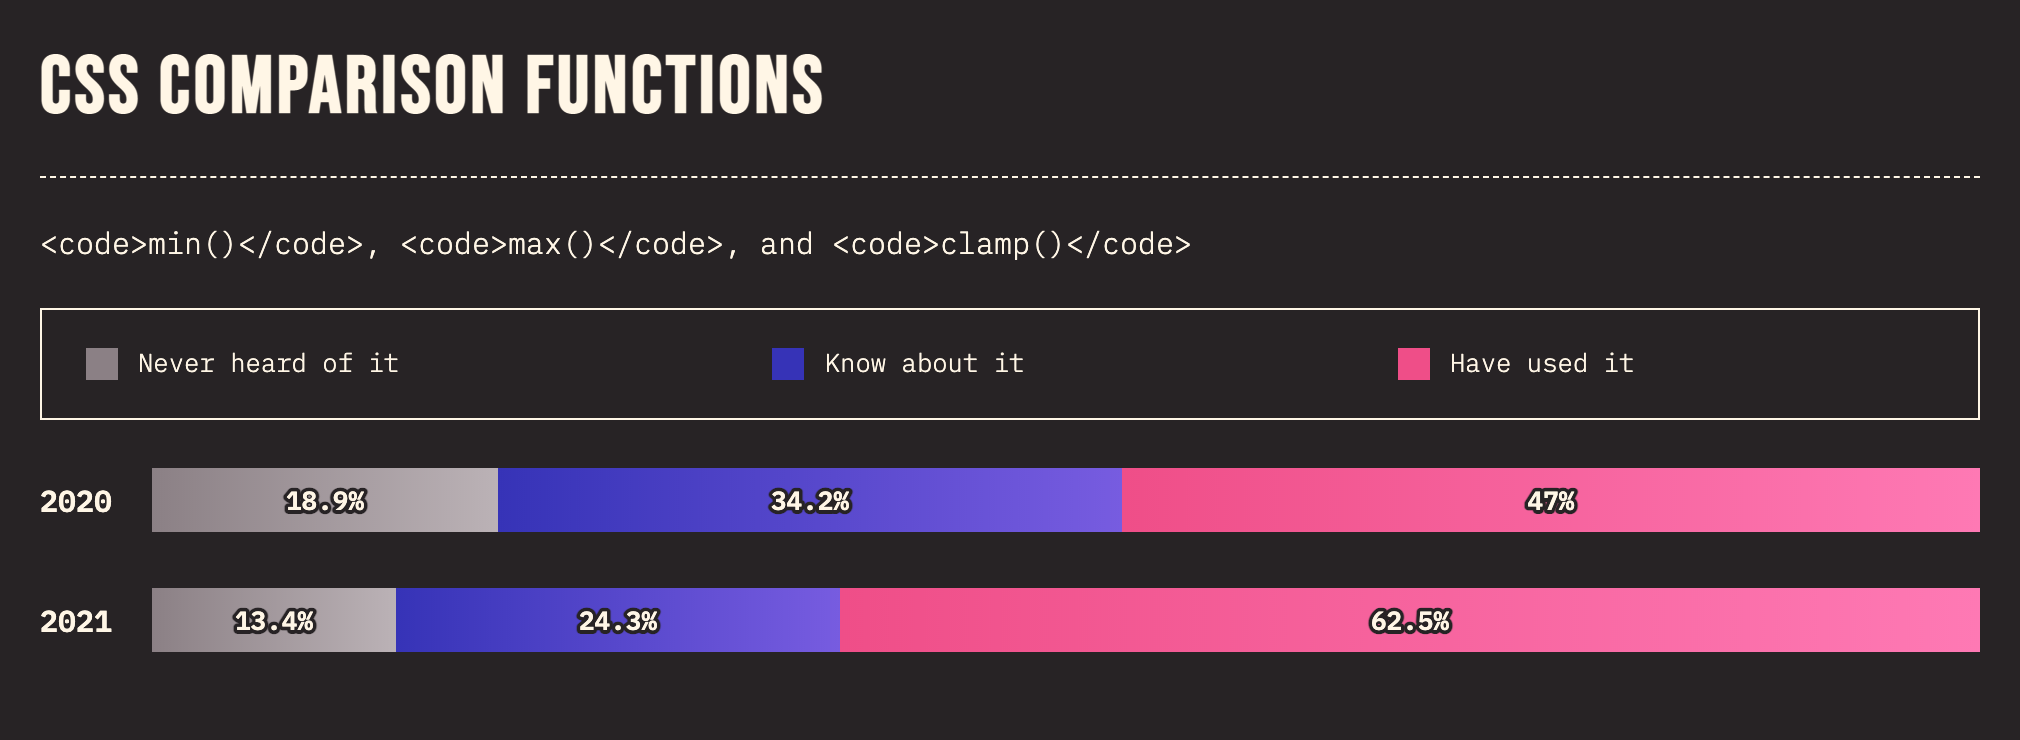 CSS COMPARISON FUNCTIONS
<code>min()</code>, <code>max()</code>, and <code>clamp()</code>
Never heard of it Know about it Have used it
2020 18.9% 34.2% 47%
2021 13.4% 24.3% 62.5%